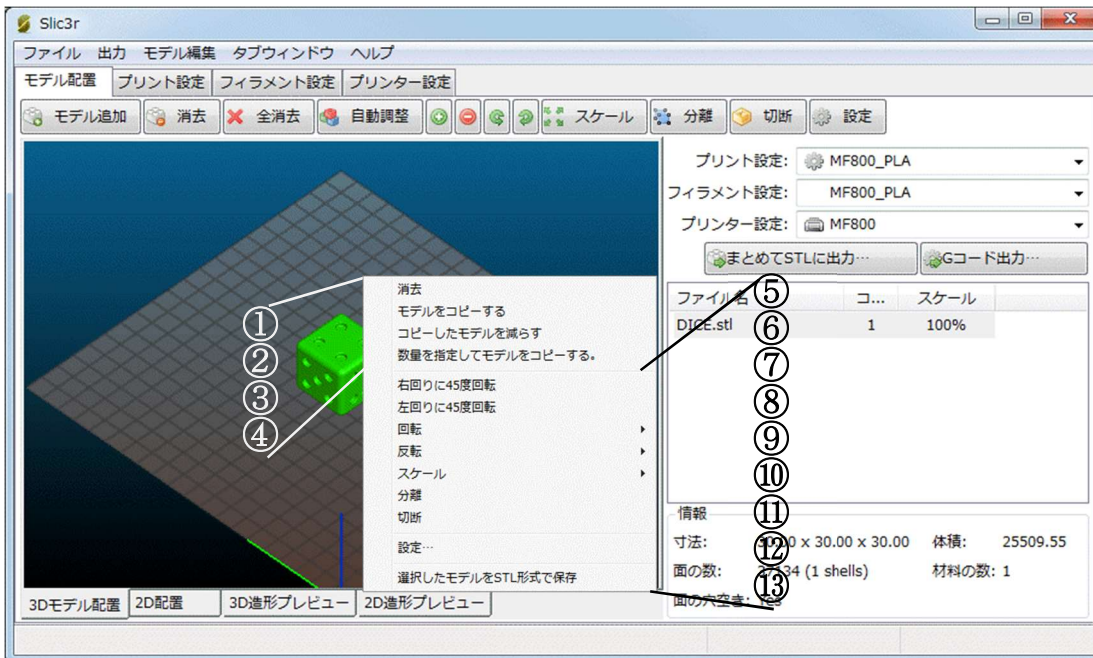 Slic3r
ファイル 出力 モデル編集 タブウィンドウ ヘルプ
モデル配置 プリント設定 フィラメント設定 プリンター設定
モデル追加 消去 全消去 自動調整 スケール 分離 切断 設定
プリント設定: MF800_PLA
フィラメント設定: MF800_PLA
プリンター設定: MF800
まとめてSTLに出力… Gコード出力…
ファイル名 コ... スケール
DICE.stl 1 100%
①
②
③
④
消去
モデルをコピーする
コピーしたモデルを減らす
数量を指定してモデルをコピーする。
右回りに45度回転
左回りに45度回転
回転
反転
スケール
分離
切断
設定…
選択したモデルをSTL形式で保存
⑤
⑥
⑦
⑧
⑨
⑩
⑪
⑫
⑬
情報
寸法: x 30.00 x 30.00 体積: 25509.55
面の数: (1 shells) 材料の数: 1
面の穴空き:
3Dモデル配置 2D配置 3D造形プレビュー 2D造形プレビュー